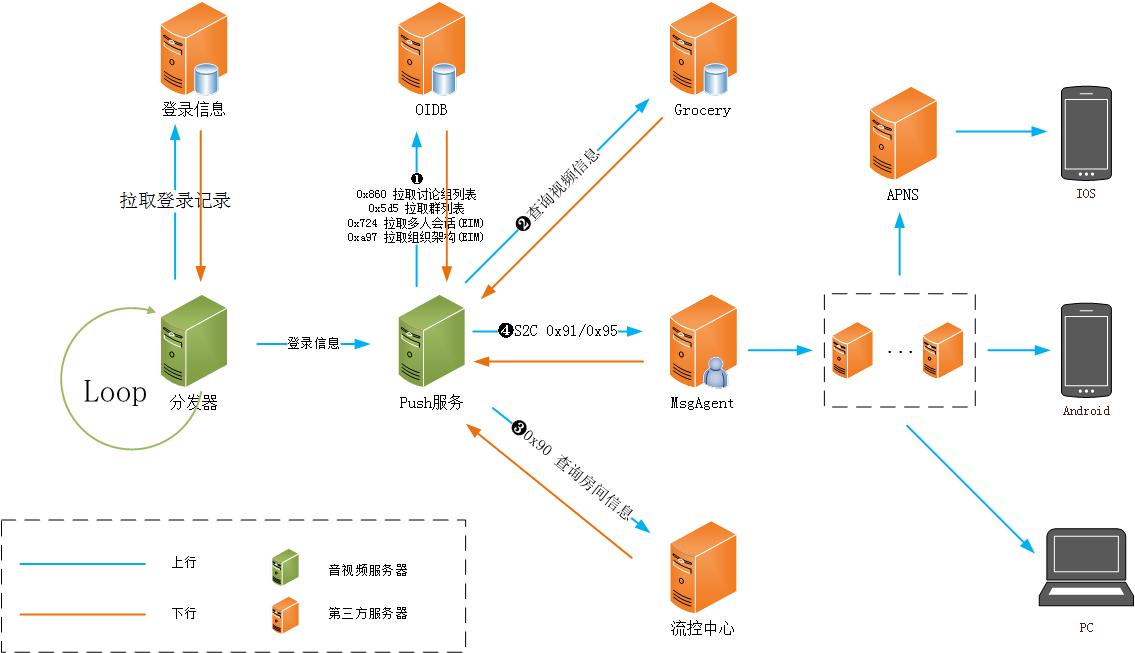 登录信息
OIDB
Grocery
APNS
IOS
拉取登录记录
❶
0x860 拉取讨论组列表
0x5d5 拉取群列表
0x724 拉取多人会话(EIM)
0xa97 拉取组织架构(EIM)
❷查询视频信息
Loop
分发器
登录信息
Push服务
❹S2C 0x91/0x95
MsgAgent
...
Android
❸0x90 查询房间信息
流控中心
PC
上行
音视频服务器
下行
第三方服务器